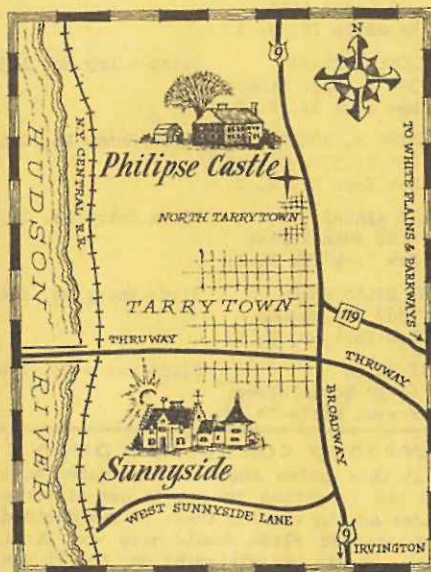 9
N
HUDSON RIVER
N.Y. CENTRAL R.R.
Philipse Castle
NORTH TARRYTOWN
TO WHITE PLAINS & PARKWAYS
TARRYTOWN
119
THRUWAY
THRUWAY
BROADWAY
Sunnyside
WEST SUNNYSIDE LANE
9
IRVINGTON